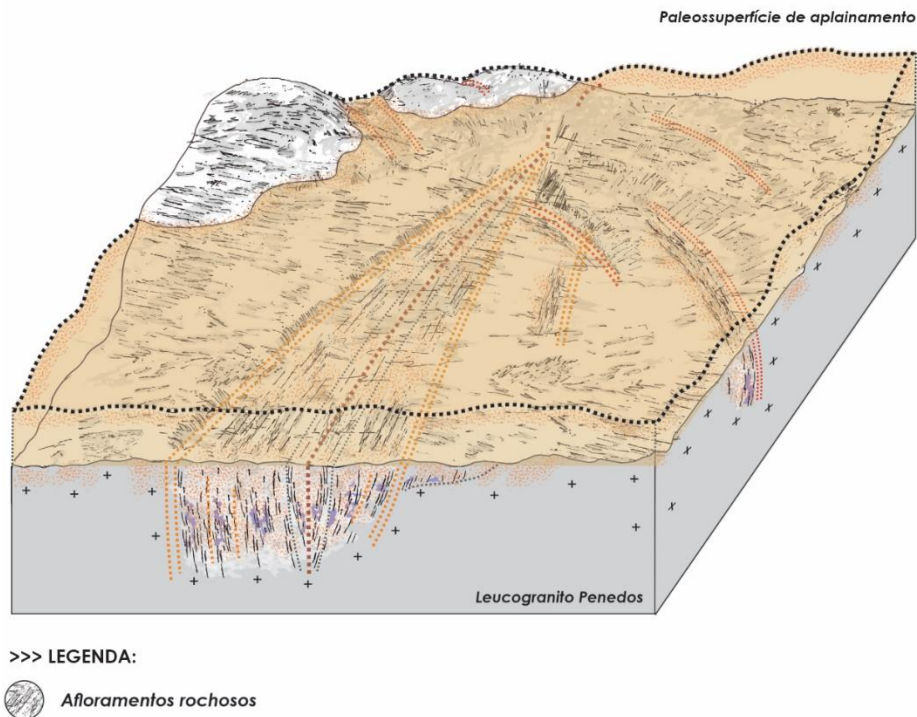 Paleossuperfície de aplainamento
Leucogranito Penedos
>>> LEGENDA:
Afloramentos rochosos